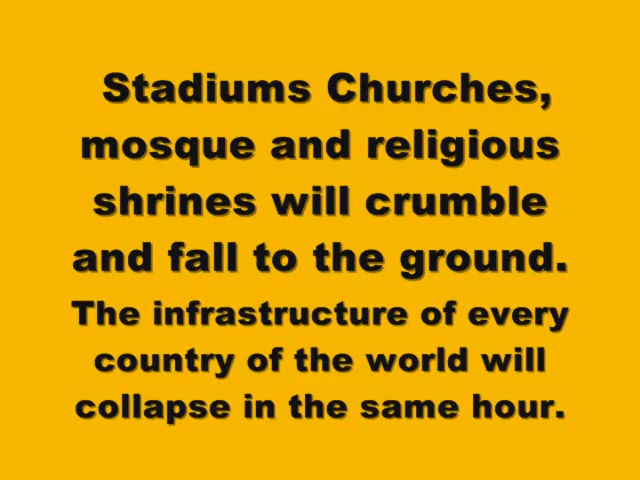 Stadiums Churches,
mosque and religious
shrines will crumble
and fall to the ground.
The infrastructure of every
country of the world will
collapse in the same hour.